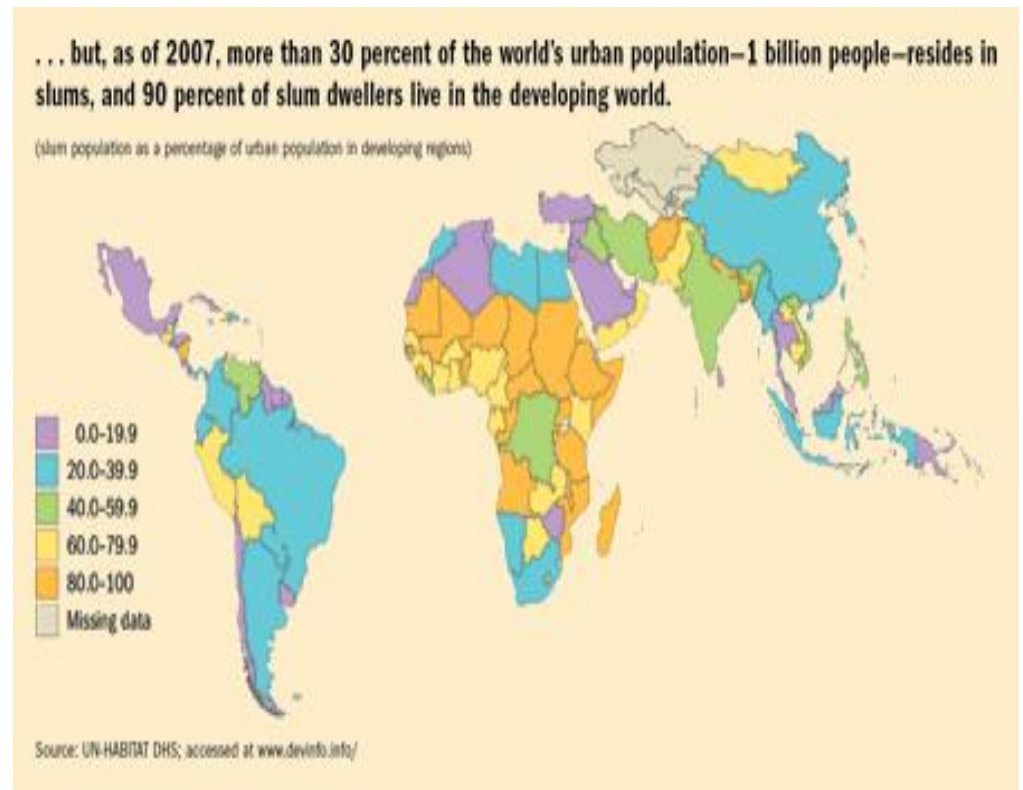 . . . but, as of 2007, more than 30 percent of the world's urban population—1 billion people—resides in
slums, and 90 percent of slum dwellers live in the developing world.
(slum population as a percentage of urban population in developing regions)
0.0–19.9
20.0–39.9
40.0–59.9
60.0–79.9
80.0–100
Missing data
Source: UN-HABITAT DHS; accessed at www.devinfo.info/